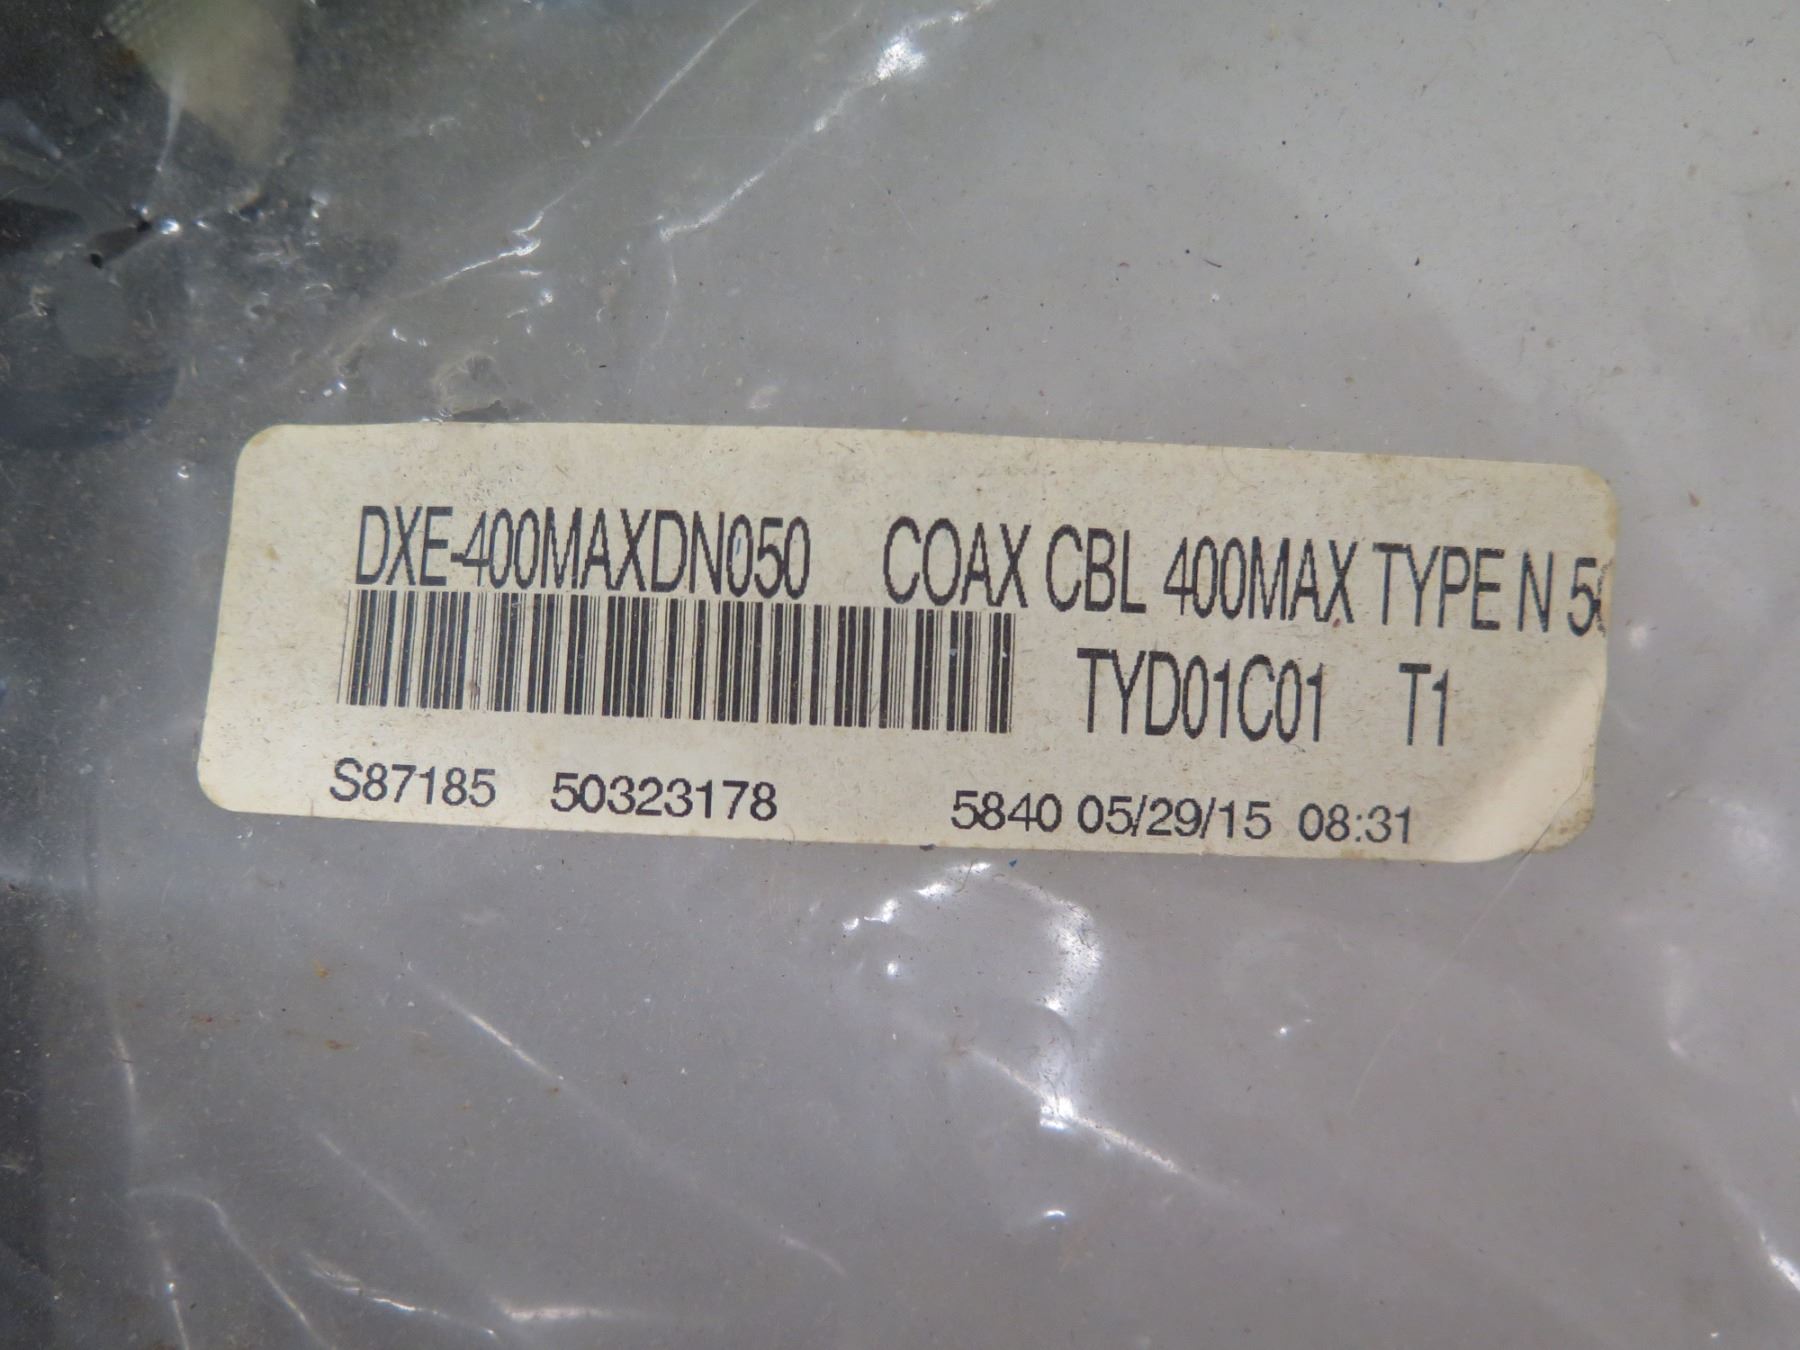 DXE-400MAXDN050 COAX CBL 400MAX TYPE N
TYD01C01 T1
S87185 50323178 5840 05/29/15 08:31